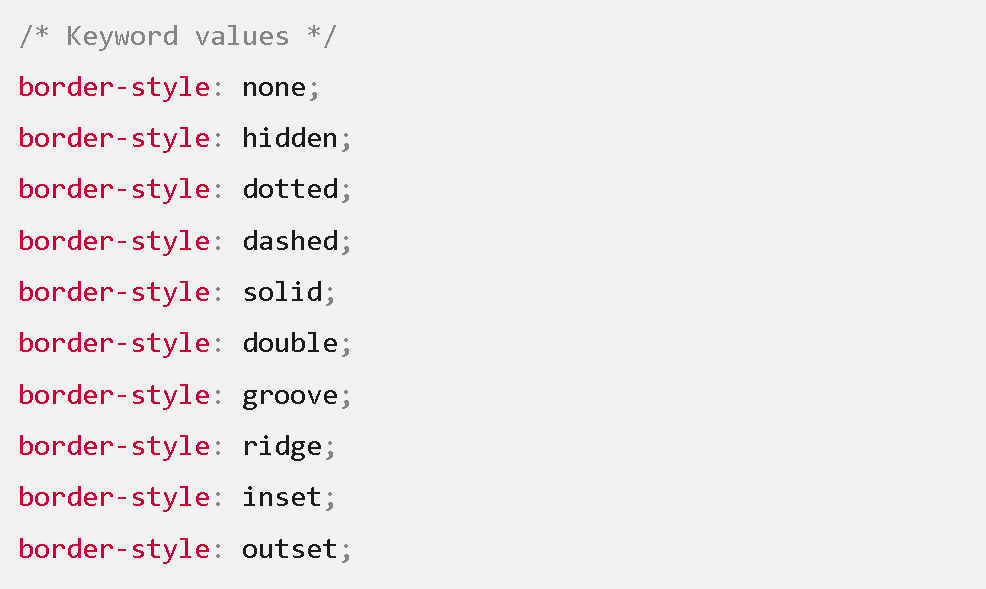 /* Keyword values */
border-style: none;
border-style: hidden;
border-style: dotted;
border-style: dashed;
border-style: solid;
border-style: double;
border-style: groove;
border-style: ridge;
border-style: inset;
border-style: outset;